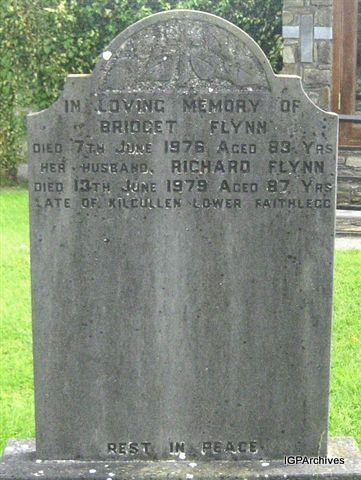 IN LOVING MEMORY OF
BRIDGET FLYNN
DIED 7TH JUNE 1976 AGED 83 YRS
HER HUSBAND, RICHARD FLYNN
DIED 13TH JUNE 1979 AGED 87 YRS
LATE OF KILCULLEN LOWER FAITHLEGG
REST IN PEACE
IGPArchives